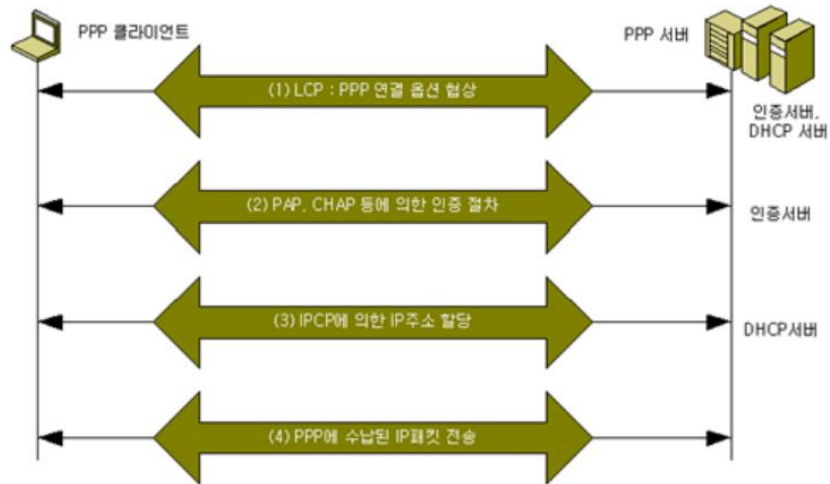 PPP 클라이언트
PPP 서버
(1) LCP : PPP 연결 옵션 협상
인증서버,
DHCP 서버
(2) PAP, CHAP 등에 의한 인증 절차
인증서버
(3) IPCP에 의한 IP주소 할당
DHCP서버
(4) PPP에 수납된 IP패킷 전송